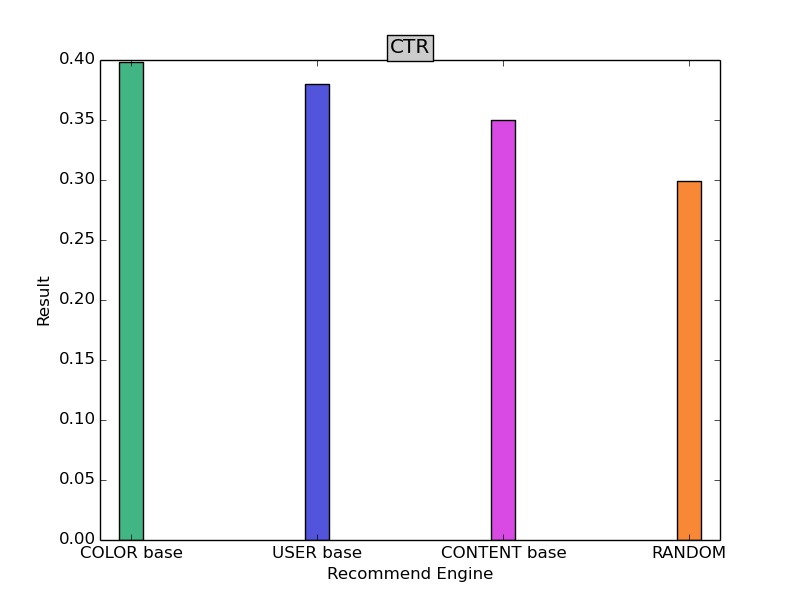 CTR
0.40
0.35
0.30
0.25
0.20
0.15
0.10
0.05
0.00
Result
COLOR base USER base CONTENT base RANDOM
Recommend Engine